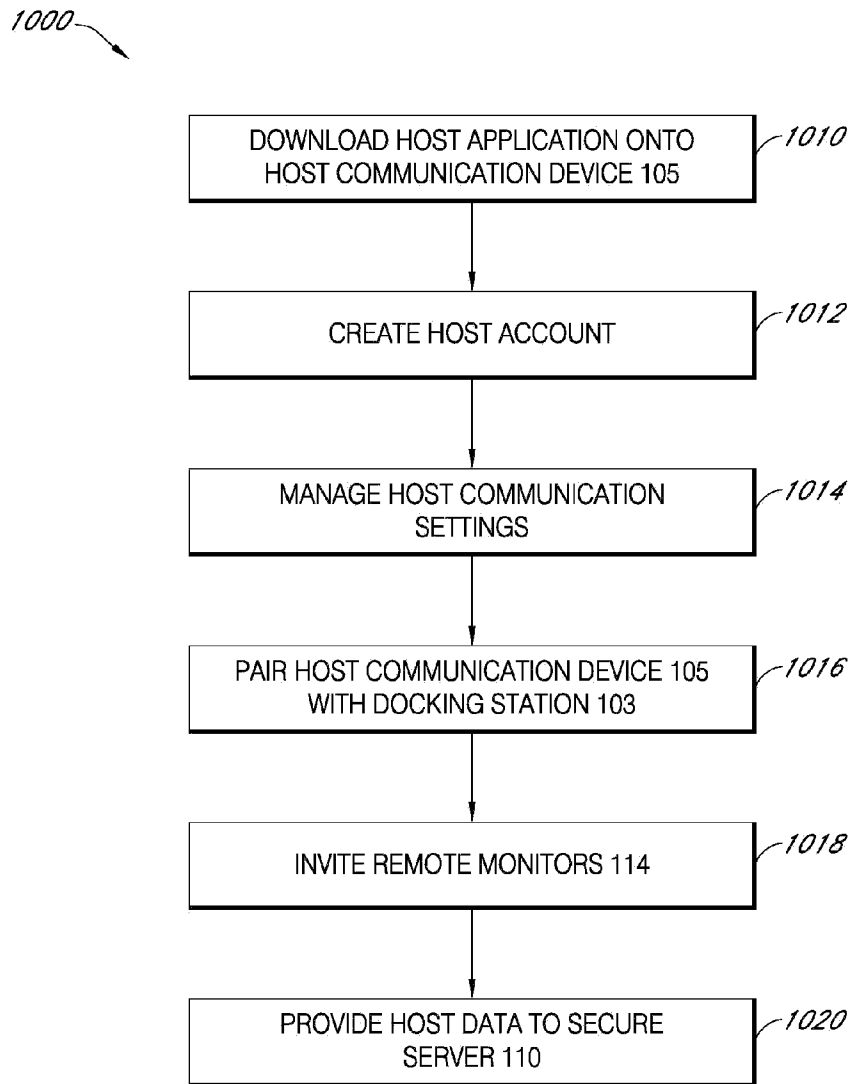 1000
DOWNLOAD HOST APPLICATION ONTO
HOST COMMUNICATION DEVICE 105
1010
CREATE HOST ACCOUNT
1012
MANAGE HOST COMMUNICATION
SETTINGS
1014
PAIR HOST COMMUNICATION DEVICE 105
WITH DOCKING STATION 103
1016
INVITE REMOTE MONITORS 114
1018
PROVIDE HOST DATA TO SECURE
SERVER 110
1020